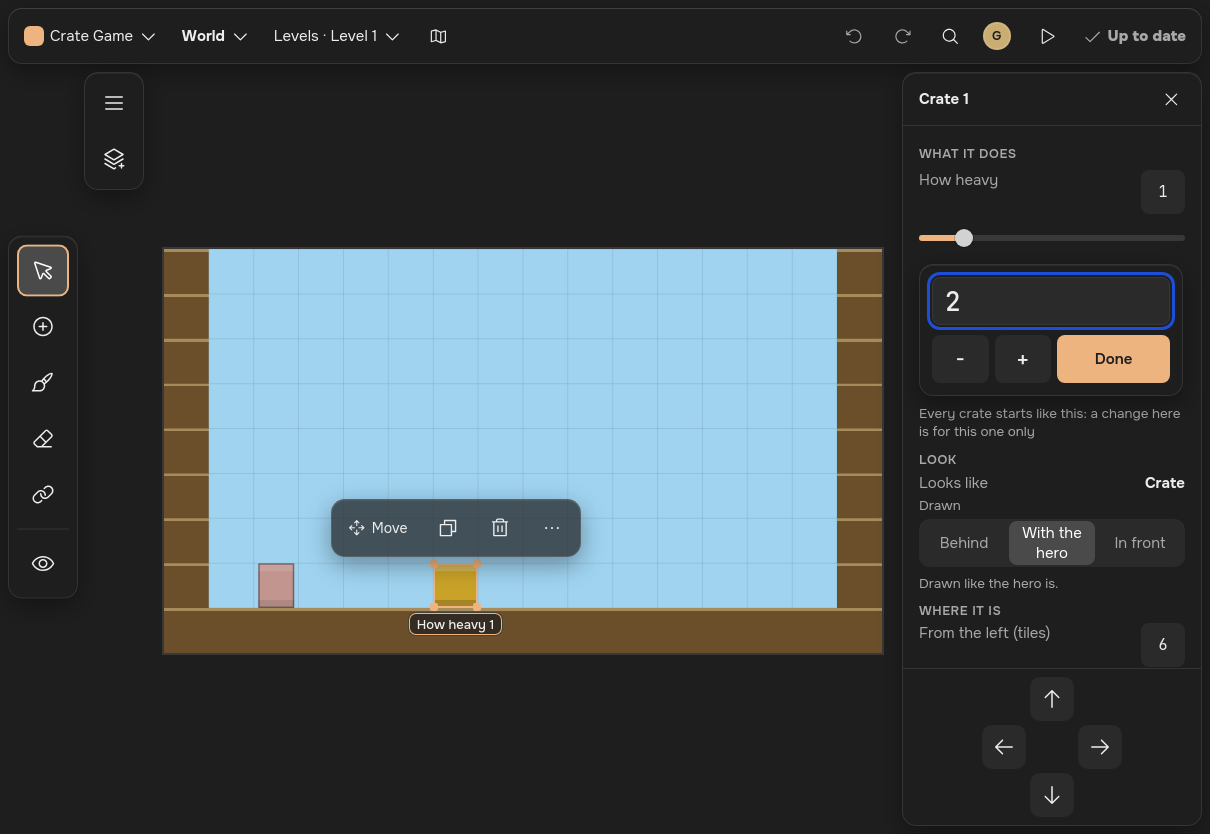 Crate Game
World
Levels · Level 1
G
Up to date
Crate 1
WHAT IT DOES
How heavy
1
2
-
+
Done
Every crate starts like this: a change here
is for this one only
LOOK
Looks like
Crate
Drawn
Behind
With the
hero
In front
Drawn like the hero is.
WHERE IT IS
From the left (tiles)
6
Move
How heavy 1